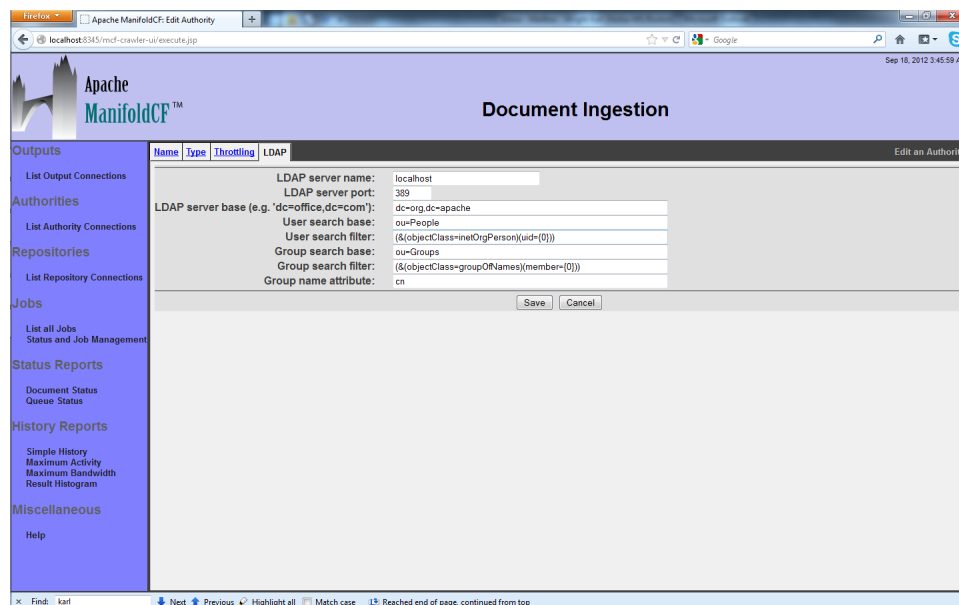 Firefox
Apache ManifoldCF: Edit Authority
+
localhost:8345/mcf-crawler-ui/execute.jsp
Google
Sep 18, 2012 3:45:59 A
Apache
ManifoldCF™
Document Ingestion
Outputs
List Output Connections
Authorities
List Authority Connections
Repositories
List Repository Connections
Jobs
List all Jobs
Status and Job Management
Status Reports
Document Status
Queue Status
History Reports
Simple History
Maximum Activity
Maximum Bandwidth
Result Histogram
Miscellaneous
Help
Name Type Throttling LDAP
Edit an Authorit
LDAP server name: localhost
LDAP server port: 389
LDAP server base (e.g. 'dc=office,dc=com'): dc=org,dc=apache
User search base: ou=People
User search filter: (&(objectClass=inetOrgPerson)(uid={0}))
Group search base: ou=Groups
Group search filter: (&(objectClass=groupOfNames)(member={0}))
Group name attribute: cn
Save Cancel
× Find: karl Next Previous Highlight all Match case Reached end of page, continued from top